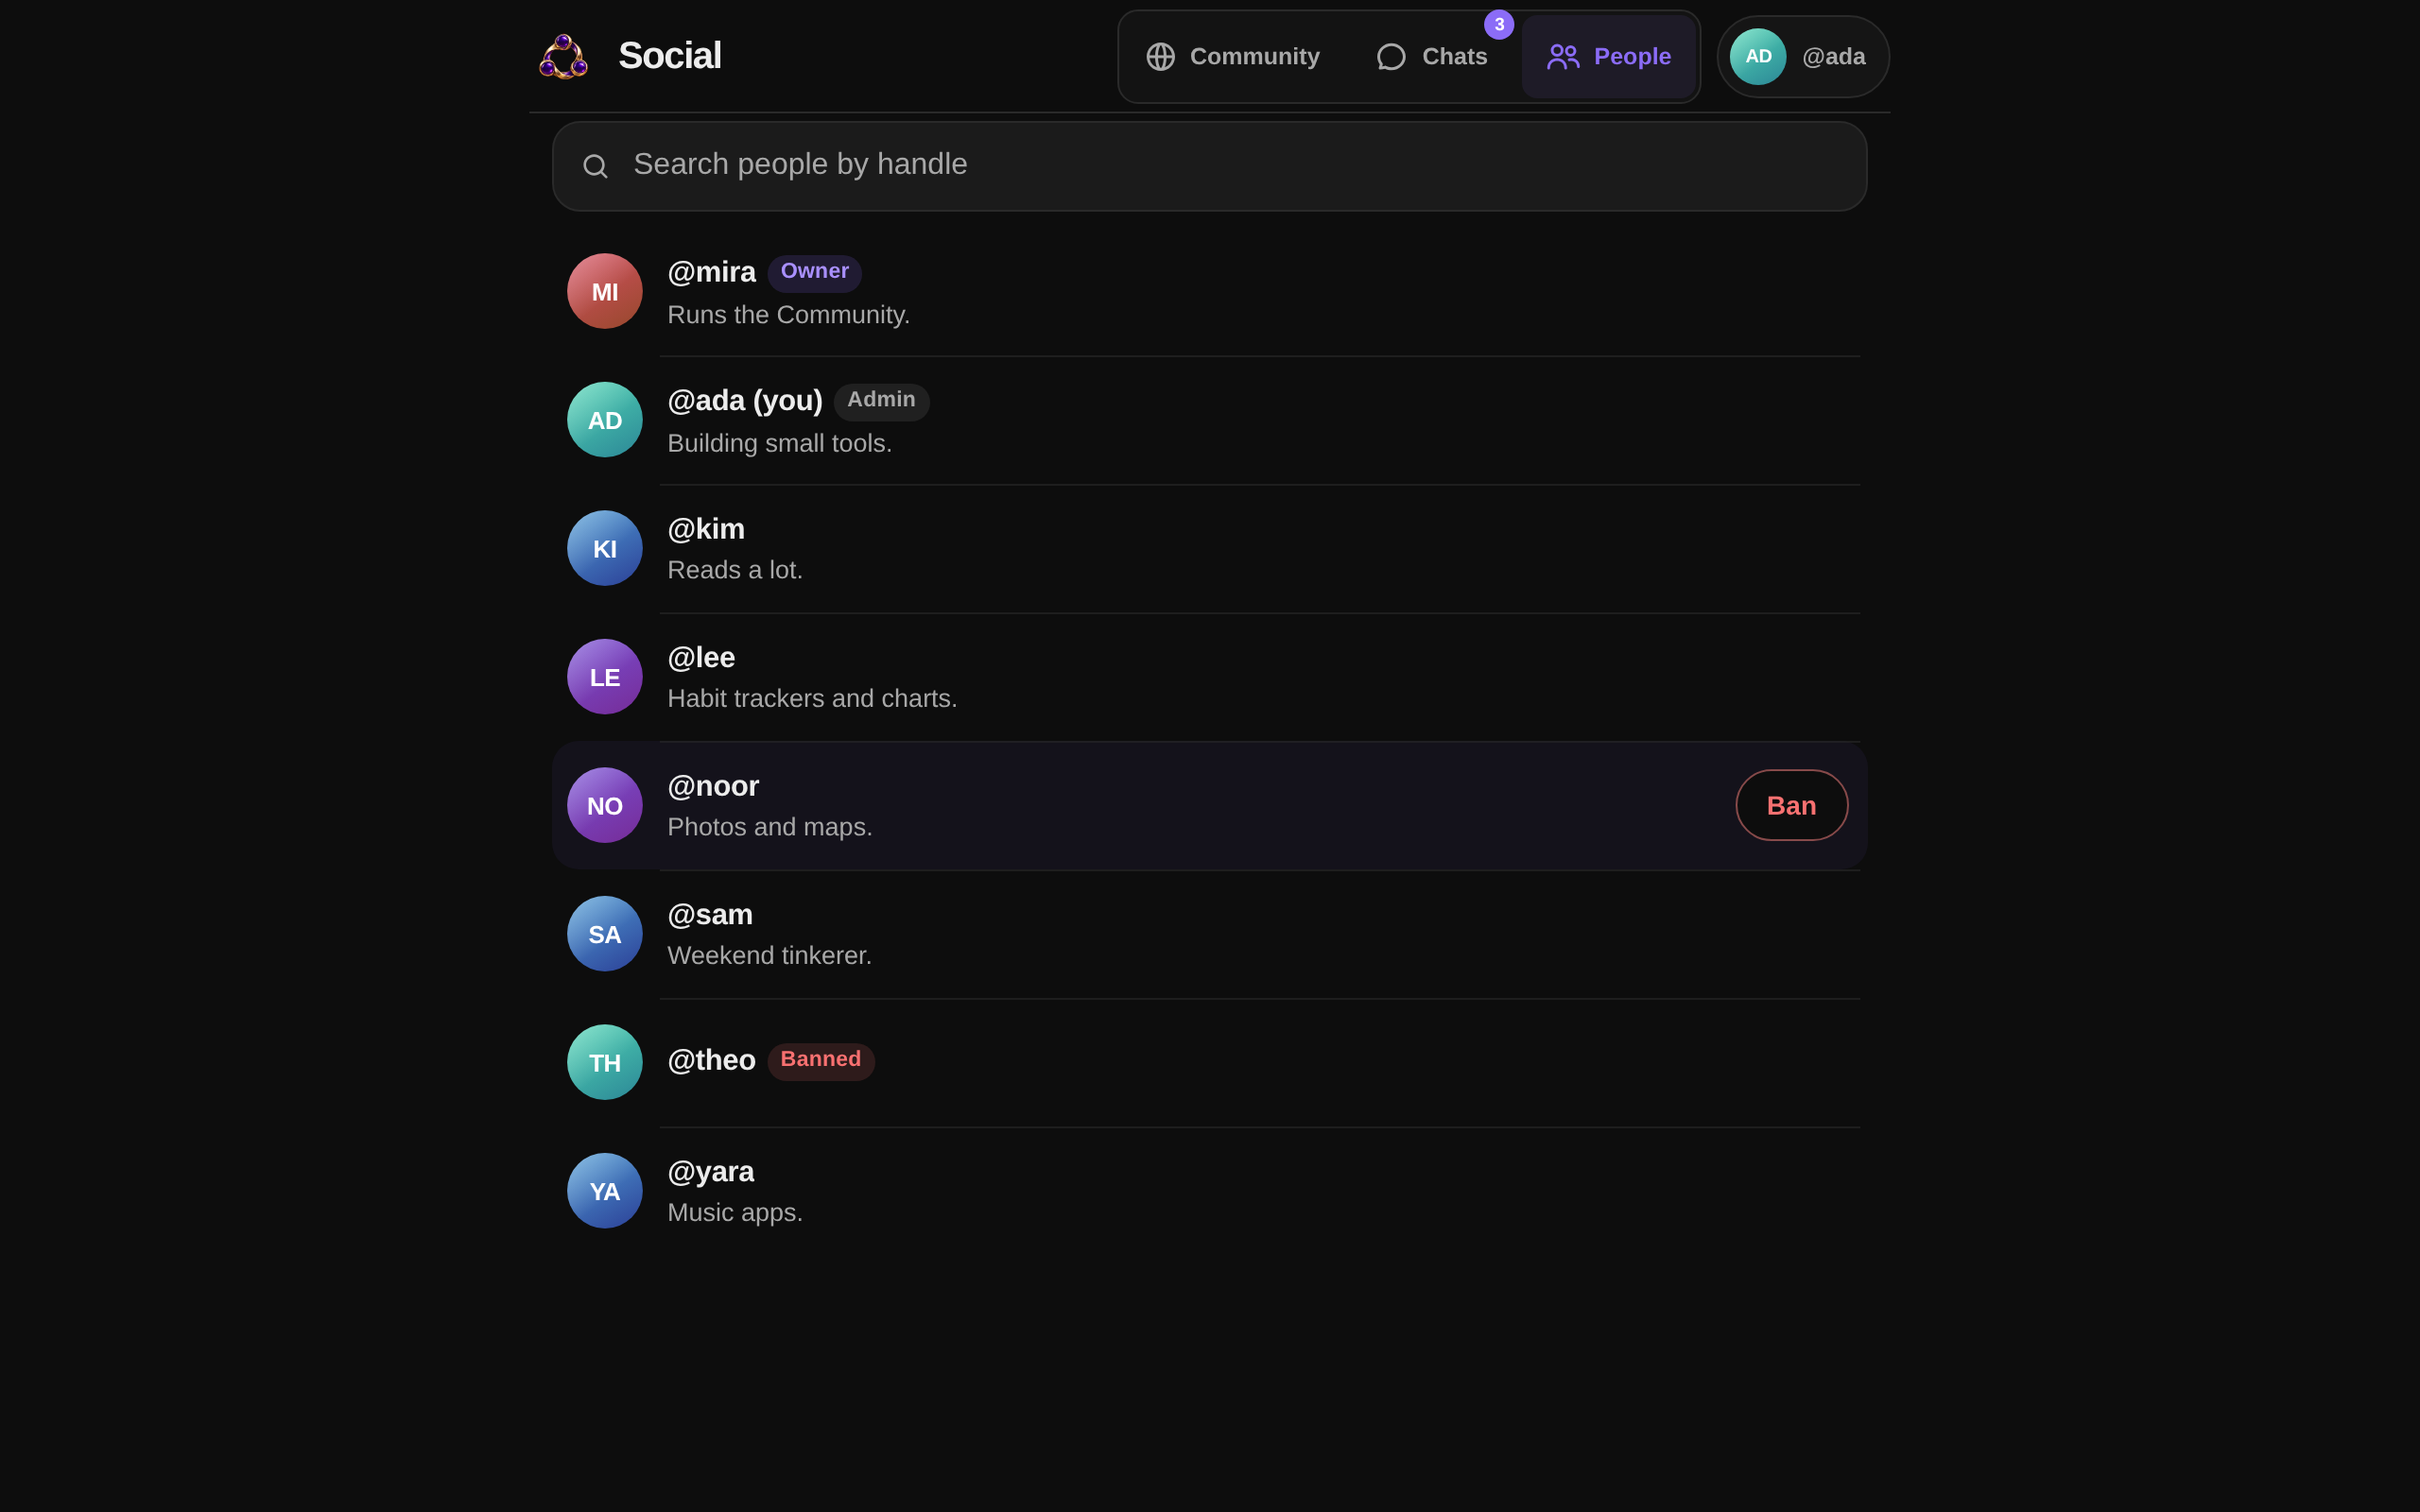 Social
Community
Chats
3
People
AD
@ada
Search people by handle
MI
@mira Owner
Runs the Community.
AD
@ada (you) Admin
Building small tools.
KI
@kim
Reads a lot.
LE
@lee
Habit trackers and charts.
NO
@noor
Photos and maps.
Ban
SA
@sam
Weekend tinkerer.
TH
@theo Banned
YA
@yara
Music apps.